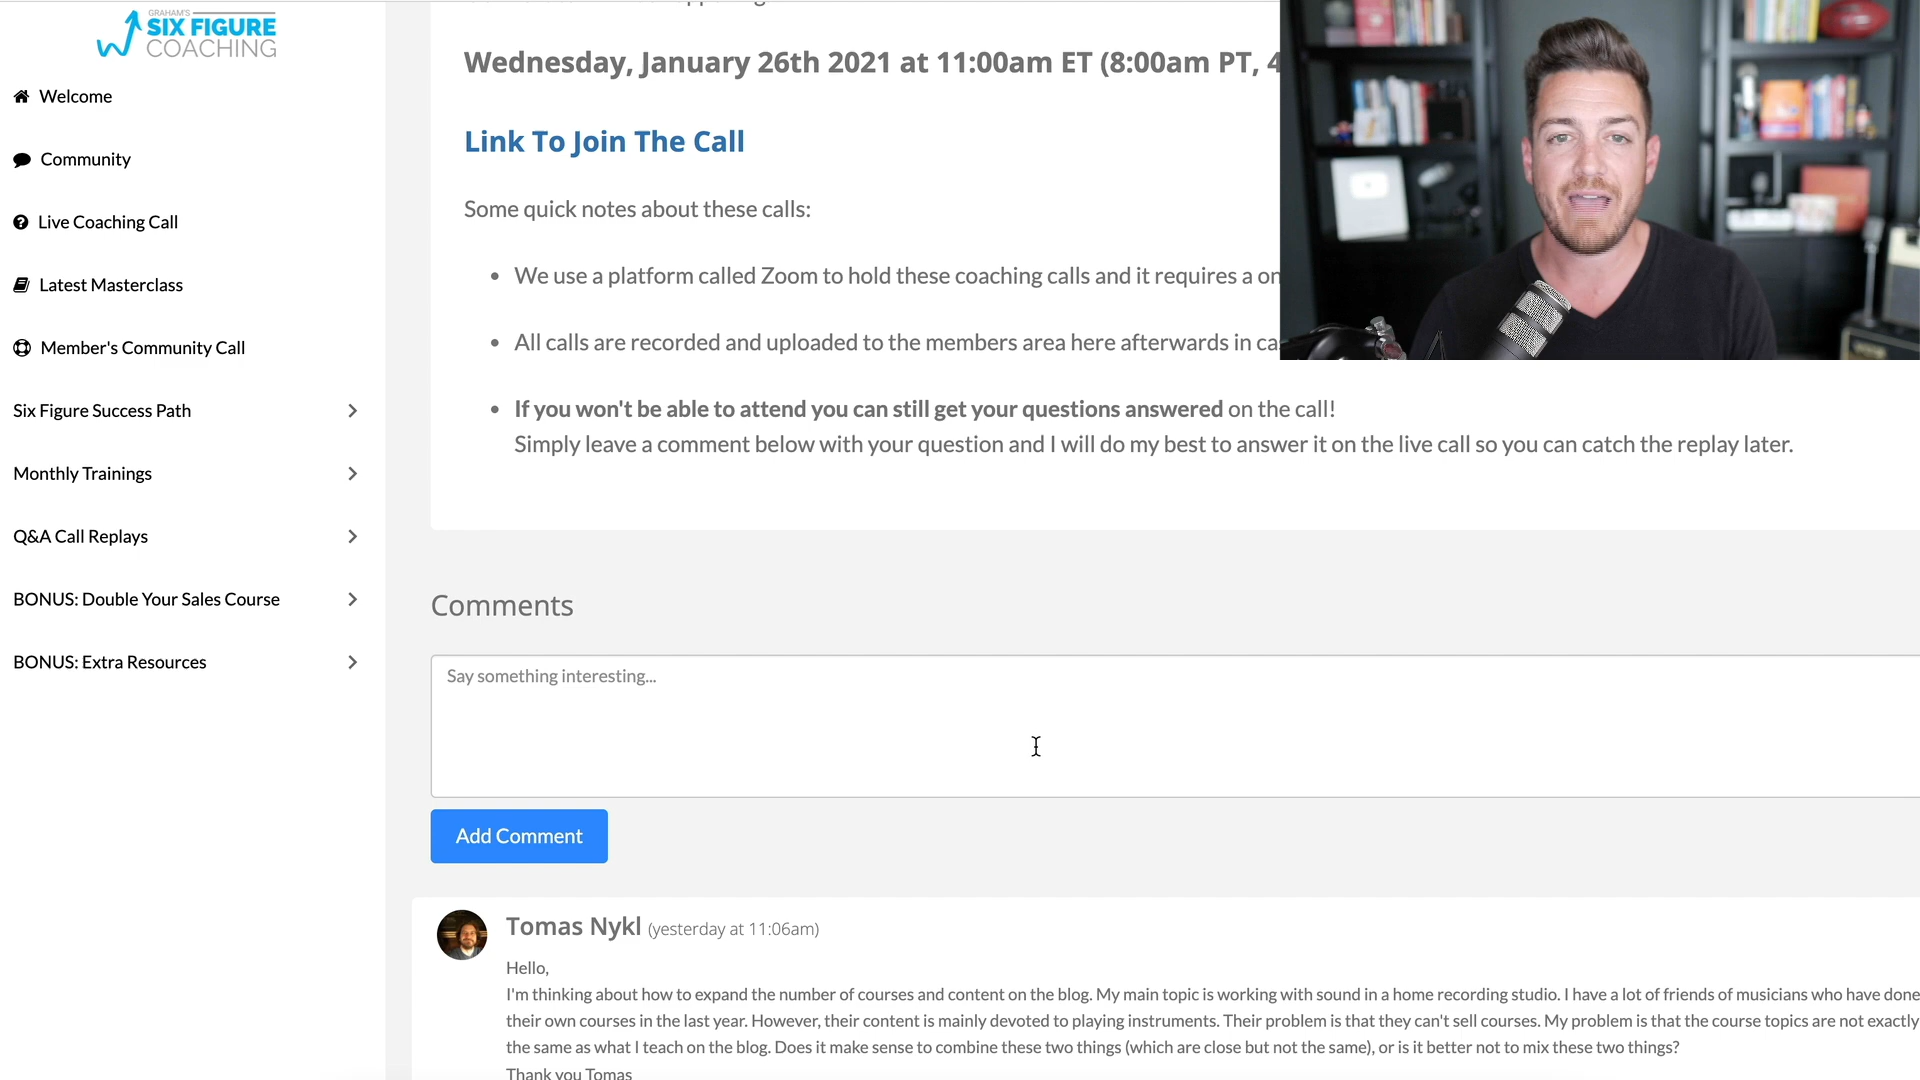 GRAHAM'S
SIX FIGURE
COACHING
Welcome
Community
Live Coaching Call
Latest Masterclass
Member's Community Call
Six Figure Success Path
Monthly Trainings
Q&A Call Replays
BONUS: Double Your Sales Course
BONUS: Extra Resources
Wednesday, January 26th 2021 at 11:00am ET (8:00am PT, 4
Link To Join The Call
Some quick notes about these calls:
We use a platform called Zoom to hold these coaching calls and it requires a on
All calls are recorded and uploaded to the members area here afterwards in ca
If you won't be able to attend you can still get your questions answered on the call!
Simply leave a comment below with your question and I will do my best to answer it on the live call so you can catch the replay later.
Comments
Say something interesting...
Add Comment
Tomas Nykl (yesterday at 11:06am)
Hello,
I'm thinking about how to expand the number of courses and content on the blog. My main topic is working with sound in a home recording studio. I have a lot of friends of musicians who have done
their own courses in the last year. However, their content is mainly devoted to playing instruments. Their problem is that they can't sell courses. My problem is that the course topics are not exactly
the same as what I teach on the blog. Does it make sense to combine these two things (which are close but not the same), or is it better not to mix these two things?
Thank you Tomas